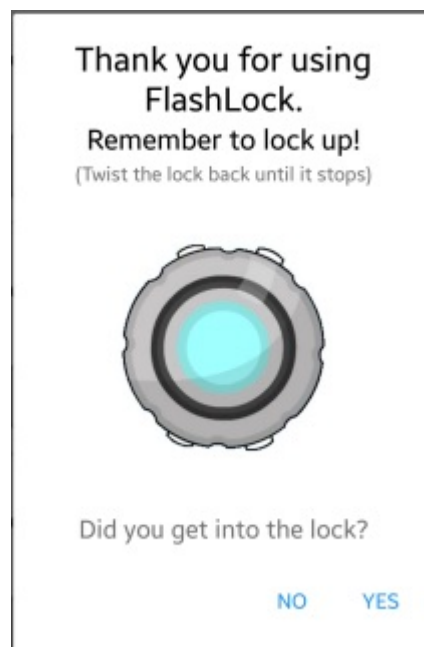 Thank you for using
FlashLock.
Remember to lock up!
(Twist the lock back until it stops)
Did you get into the lock?
NO YES